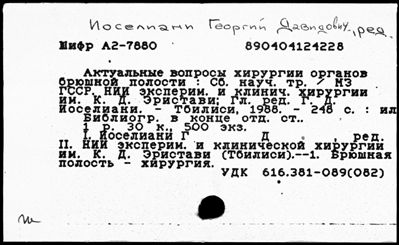 Иоселиани Георгий Давидович, ред.
Шифр А2-7880 890404124228
Актуальные вопросы хирургии органов
брюшной полости : Сб. науч. тр. / МЗ
ГССР, НИИ эксперим. и клинич. хирургии
им. К. Д. Эристави; Гл. ред. Г. Д.
Иоселиани. - Тбилиси, 1988. - 248 с. : ил
Библиогр. в конце отд. ст..
1 р. 30 к., 500 экз.
I. Иоселиани Г Д , ред.
II. НИИ эксперим. и клинической хирургии
им. К. Д. Эристави (Тбилиси).--1. Брюшная
полость - хирургия.
УДК 616.381-089(082)